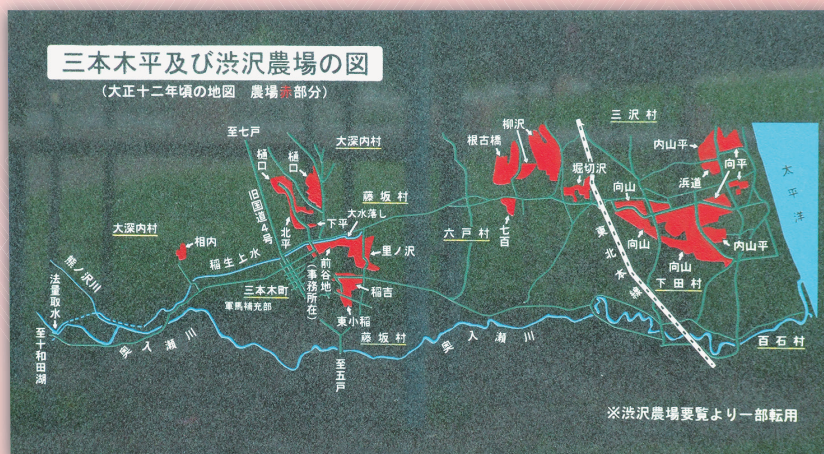 三本木平及び渋沢農場の図
（大正十二年頃の地図　農場赤部分）
至七戸
大深内村
樋口
樋口
旧国道4号
北平
下平
藤坂村
大水落し
大深内村
相内
稲生上水
里ノ沢
前谷地
（事務所在）
三本木町
軍馬補充部
稲吉
東小稲
藤坂村
至五戸
熊ノ沢川
法量取水
至十和田湖
奥入瀬川
奥入瀬川
柳沢
根古橋
七百
六戸村
堀切沢
三沢村
内山平
向平
浜道
向山
向山
向山
内山平
下田村
東北本線
太平洋
百石村
※渋沢農場要覧より一部転用